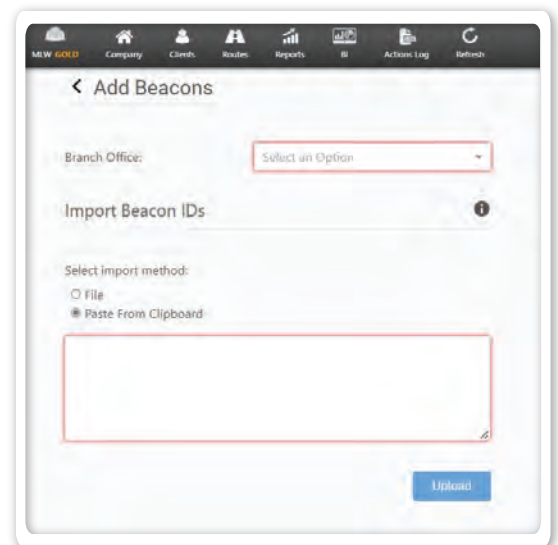 MLW GOLD Company Clients Routes Reports BI Actions Log Refresh
Add Beacons
Branch Office: Select an Option
Import Beacon IDs
Select import method:
File
Paste From Clipboard
Upload